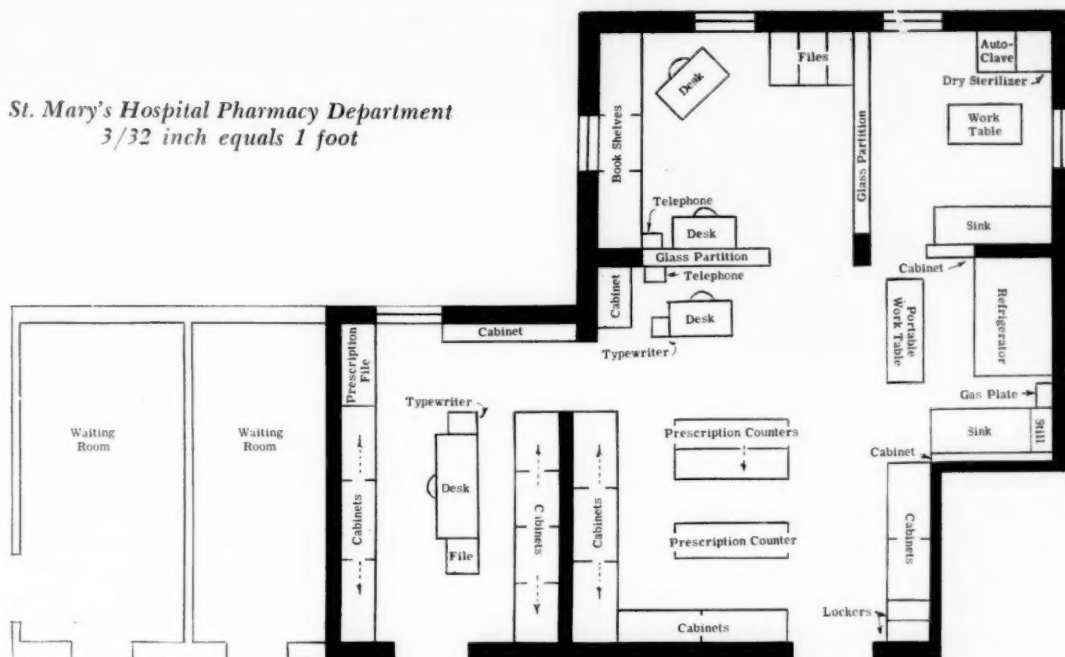 St. Mary's Hospital Pharmacy Department
3/32 inch equals 1 foot
Book Shelves
Desk
Files
Glass Partition
Auto-
Clave
Dry Sterilizer
Work
Table
Telephone
Desk
Sink
Glass Partition
Cabinet
Telephone
Cabinet
Desk
Typewriter
Portable
Work Table
Refrigerator
Gas Plate
Cabinet
Prescription
File
Typewriter
Waiting
Room
Waiting
Room
Desk
File
Cabinets
Cabinets
Cabinets
Prescription Counters
Prescription Counter
Sink
Still
Cabinet
Cabinets
Lockers
Cabinets